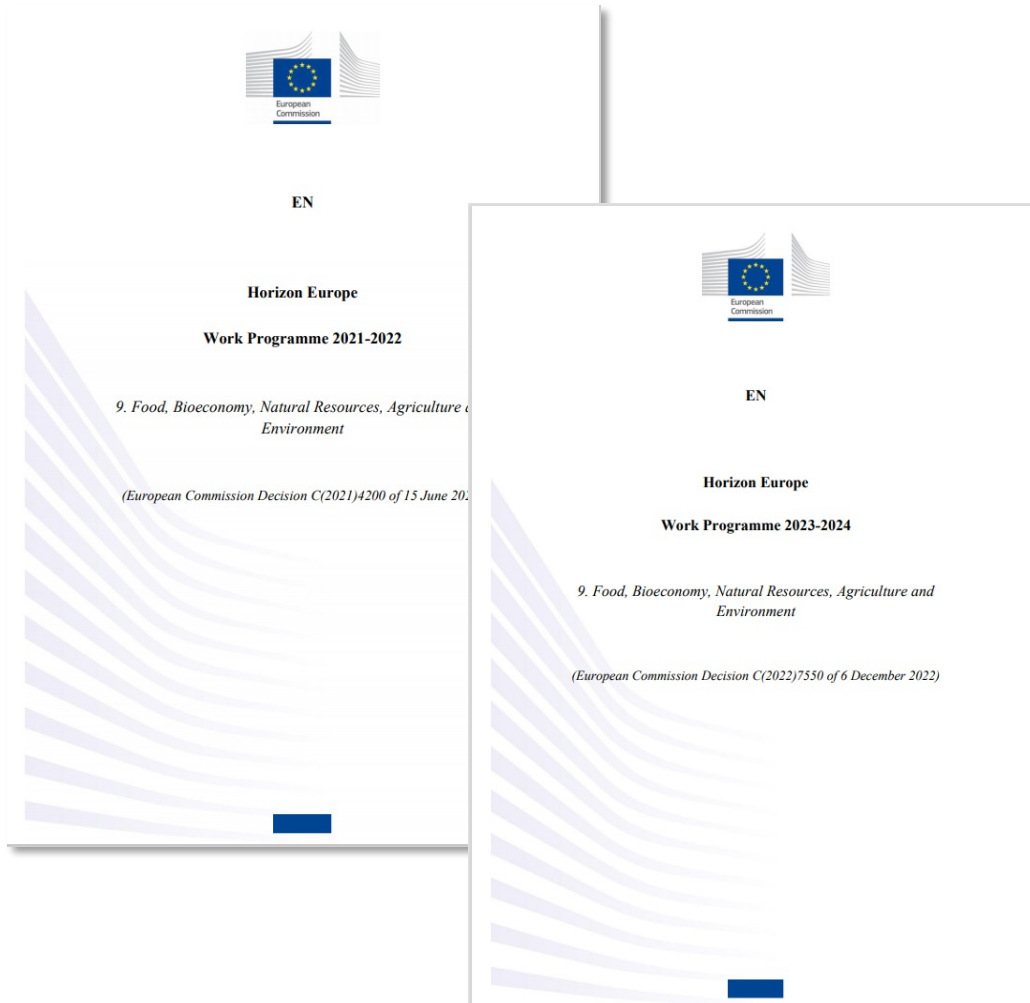 European
Commission
EN
Horizon Europe
Work Programme 2021-2022
9. Food, Bioeconomy, Natural Resources, Agriculture
Environment
(European Commission Decision C(2021)4200 of 15 June
European
Commission
EN
Horizon Europe
Work Programme 2023-2024
9. Food, Bioeconomy, Natural Resources, Agriculture and
Environment
(European Commission Decision C(2022)7550 of 6 December 2022)